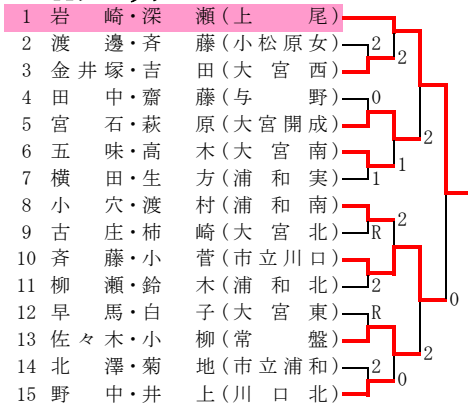 1 岩崎・深瀬(上尾)
2 渡邊・斉藤(小松原女) 2
2
3 金井塚・吉田(大宮西)
4 田中・齋藤(与野) 0
5 宮石・萩原(大宮開成)
2
6 五味・高木(大宮南)
1
7 横田・生方(浦和実) 1
8 小穴・渡村(浦和南)
2
9 古庄・柿崎(大宮北) R
10 斉藤・小菅(市立川口)
11 柳瀬・鈴木(浦和北) 2
0
12 早馬・白子(大宮東) R
13 佐々木・小柳(常盤)
2
14 北澤・菊地(市立浦和) 2
0
15 野中・井上(川口北)